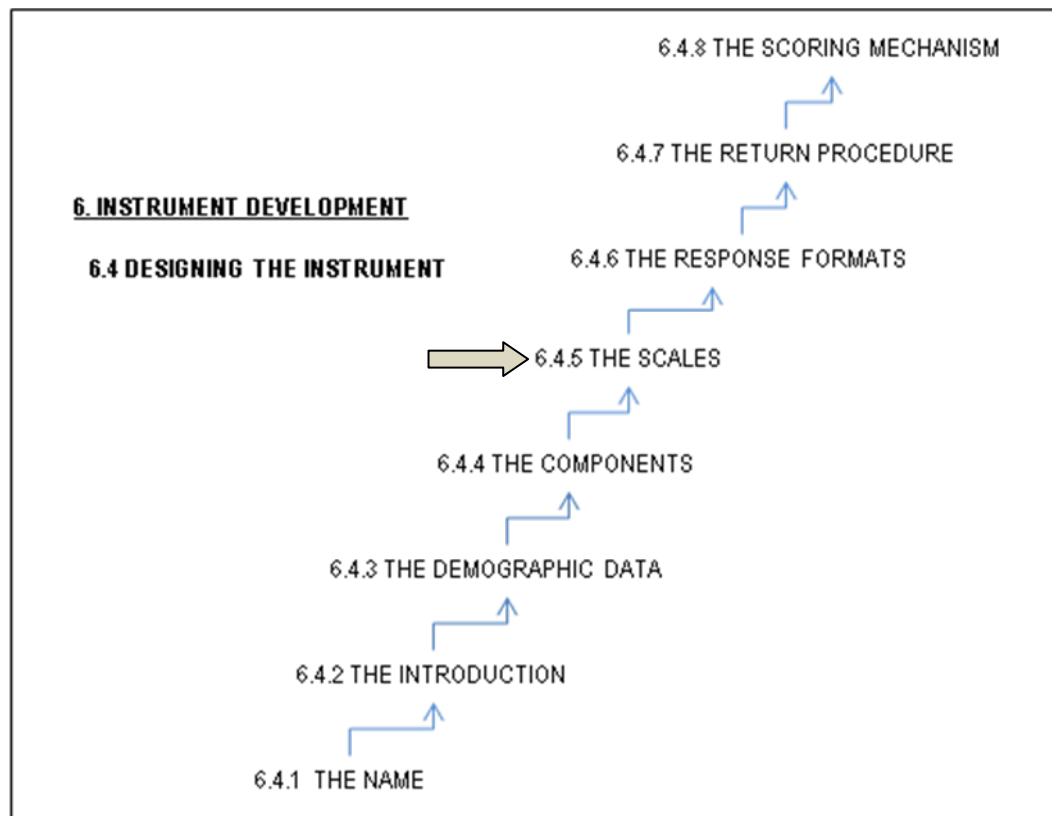 6.4.8 THE SCORING MECHANISM
6.4.7 THE RETURN PROCEDURE
6. INSTRUMENT DEVELOPMENT
6.4.6 THE RESPONSE FORMATS
6.4 DESIGNING THE INSTRUMENT
6.4.5 THE SCALES
6.4.4 THE COMPONENTS
6.4.3 THE DEMOGRAPHIC DATA
6.4.2 THE INTRODUCTION
6.4.1 THE NAME